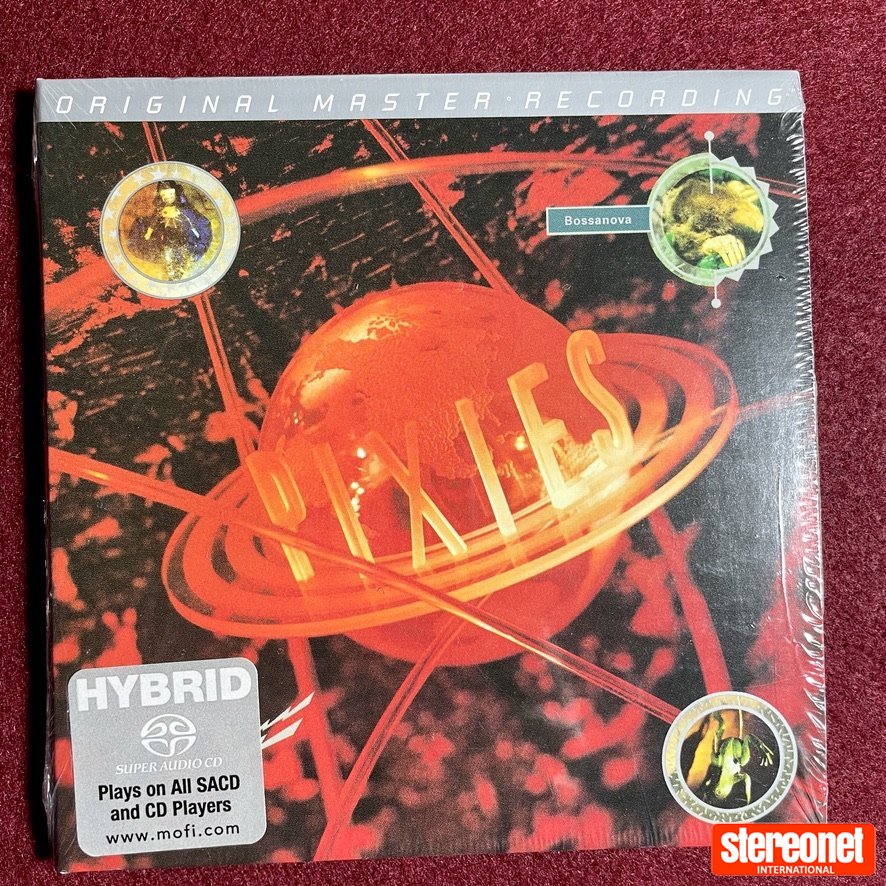 ORIGINAL MASTER RECORDING
Bossanova
PIXIES
HYBRID
SUPER AUDIO CD
Plays on All SACD
and CD Players
www.mofi.com
stereonet
INTERNATIONAL